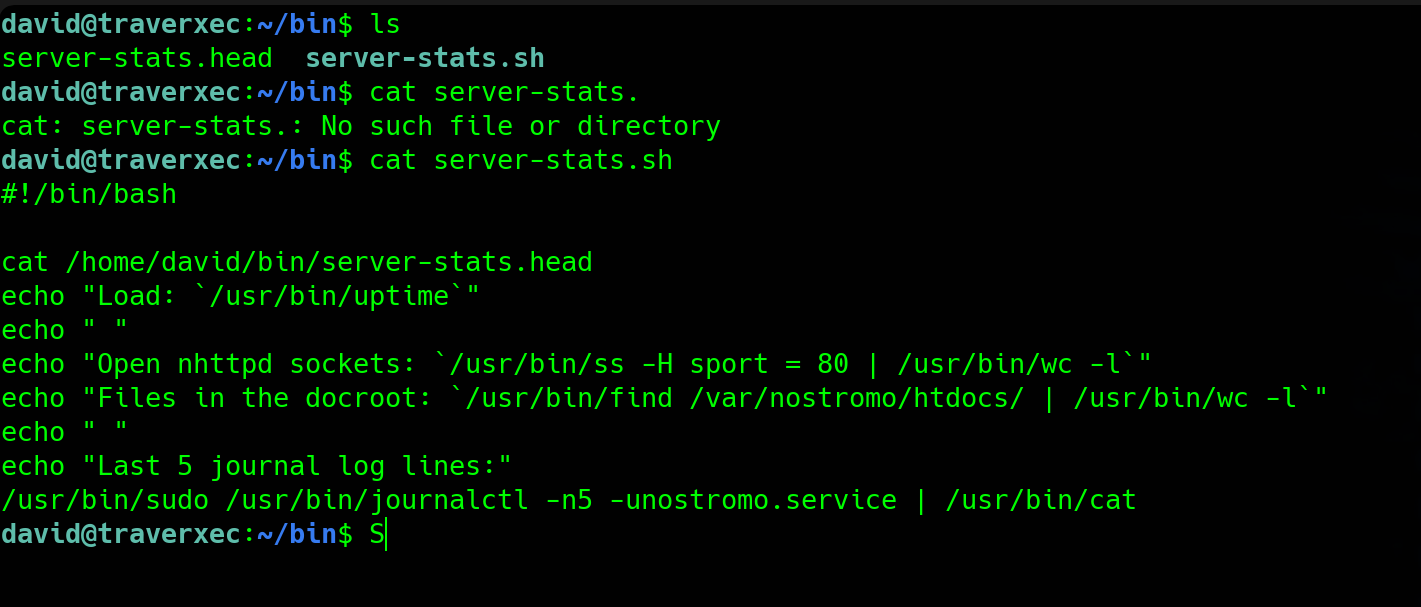 david@traverxec:~/bin$ ls
server-stats.head  server-stats.sh
david@traverxec:~/bin$ cat server-stats.
cat: server-stats.: No such file or directory
david@traverxec:~/bin$ cat server-stats.sh
#!/bin/bash

cat /home/david/bin/server-stats.head
echo "Load: `/usr/bin/uptime`"
echo " "
echo "Open nhttpd sockets: `/usr/bin/ss -H sport = 80 | /usr/bin/wc -l`"
echo "Files in the docroot: `/usr/bin/find /var/nostromo/htdocs/ | /usr/bin/wc -l`"
echo " "
echo "Last 5 journal log lines:"
/usr/bin/sudo /usr/bin/journalctl -n5 -unostromo.service | /usr/bin/cat
david@traverxec:~/bin$ S